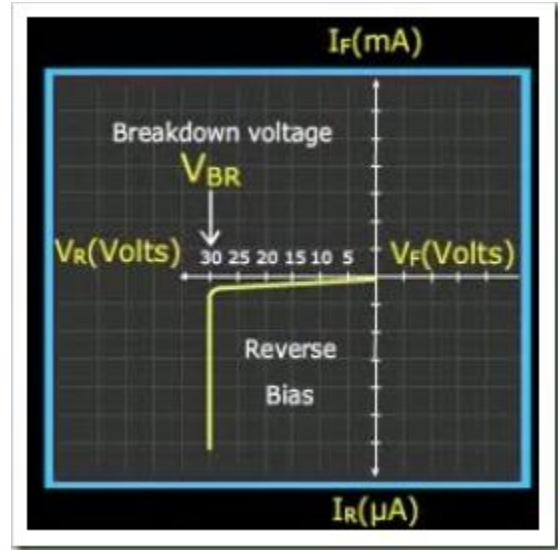 IF(mA)
Breakdown voltage
VBR
VR(Volts) 30 25 20 15 10 5 VF(Volts)
Reverse
Bias
IR(μA)